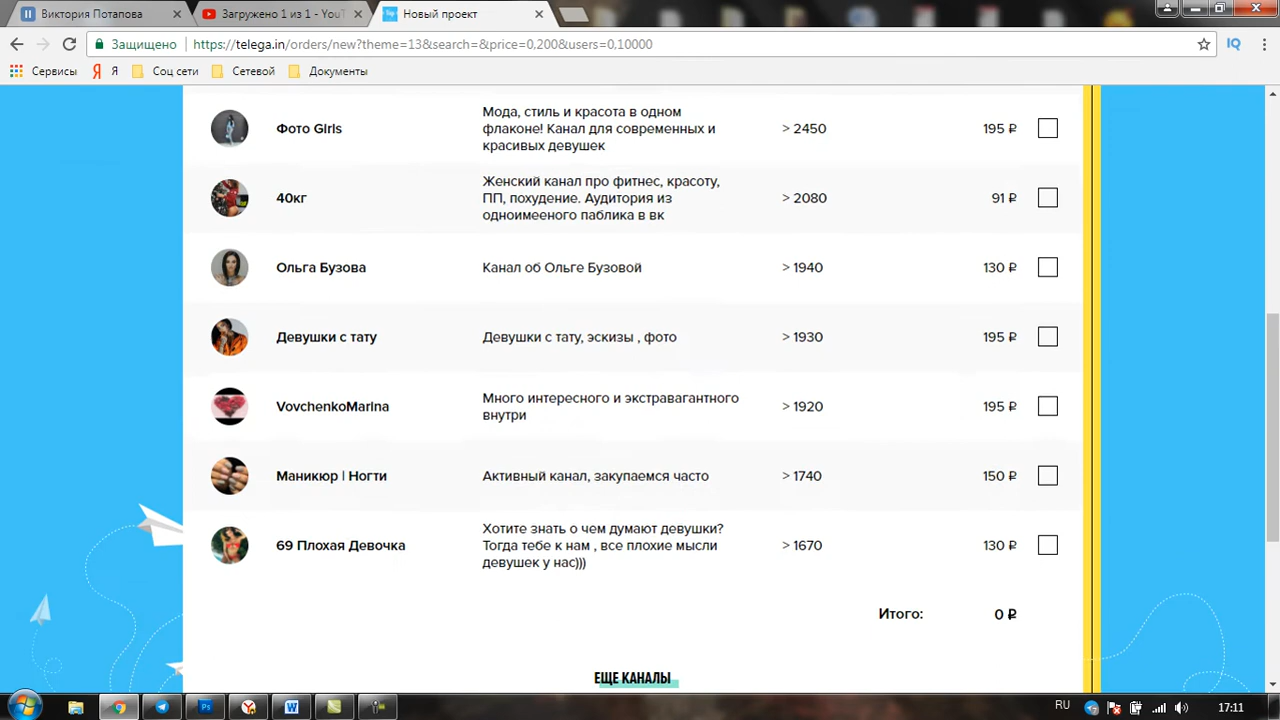 Виктория Потапова
Загружено 1 из 1 - YouT
Новый проект
Защищено
https://telega.in/orders/new?theme=13&search=&price=0,200&users=0,10000
IQ
Сервисы
Я Я
Соц сети
Сетевой
Документы
Фото Girls
Мода, стиль и красота в одном
флаконе! Канал для современных и
красивых девушек
> 2450
195 ₽
40кг
Женский канал про фитнес, красоту,
ПП, похудение. Аудитория из
одноимееного паблика в вк
> 2080
91 ₽
Ольга Бузова
Канал об Ольге Бузовой
> 1940
130 ₽
Девушки с тату
Девушки с тату, эскизы , фото
> 1930
195 ₽
VovchenkoMarina
Много интересного и экстравагантного
внутри
> 1920
195 ₽
Маникюр | Ногти
Активный канал, закупаемся часто
> 1740
150 ₽
69 Плохая Девочка
Хотите знать о чем думают девушки?
Тогда тебе к нам , все плохие мысли
девушек у нас)))
> 1670
130 ₽
Итого:
0 ₽
ЕЩЕ КАНАЛЫ
RU
17:11